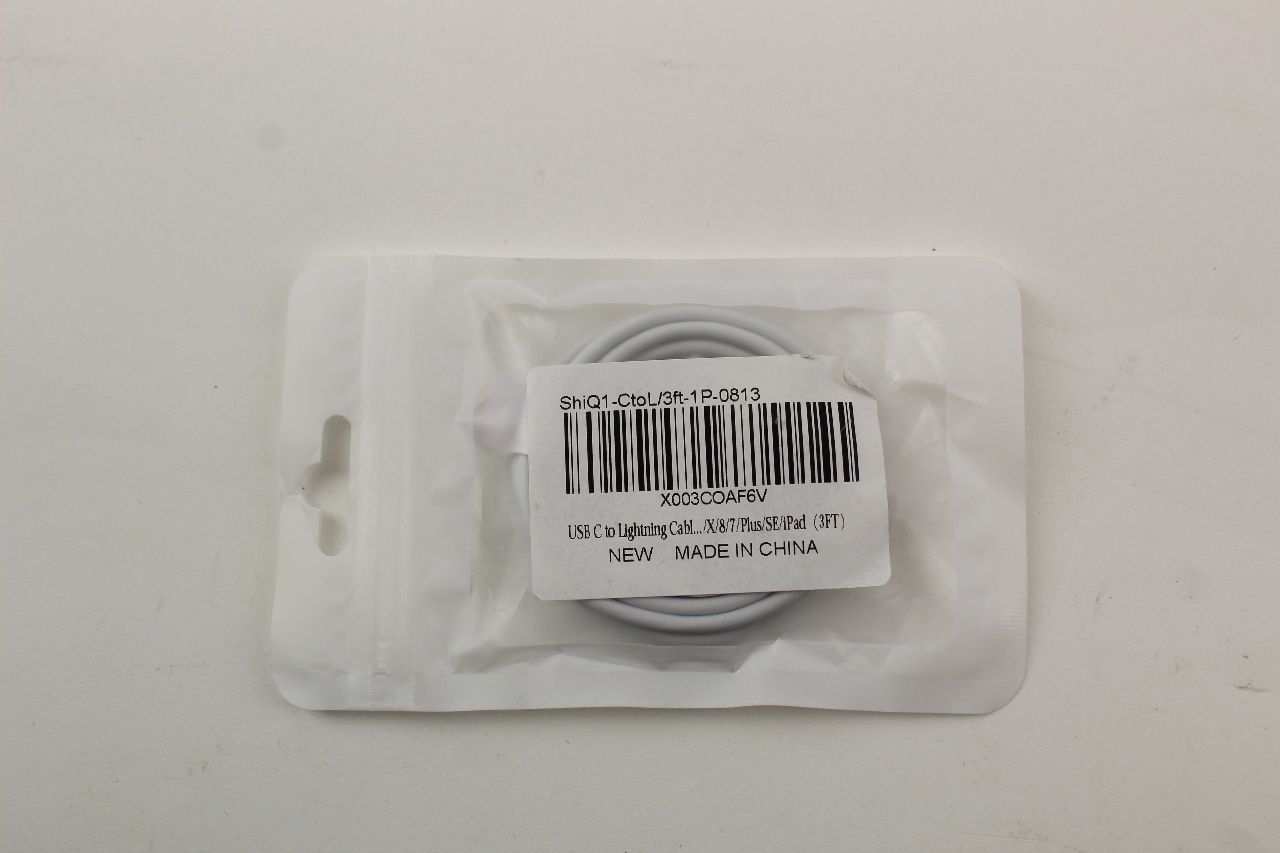 ShiQ1-CtoL/3ft-1P-0813
X003COAF6V
USB C to Lightning Cabl.../X/8/7/Plus/SE/iPad（3FT）
NEW MADE IN CHINA